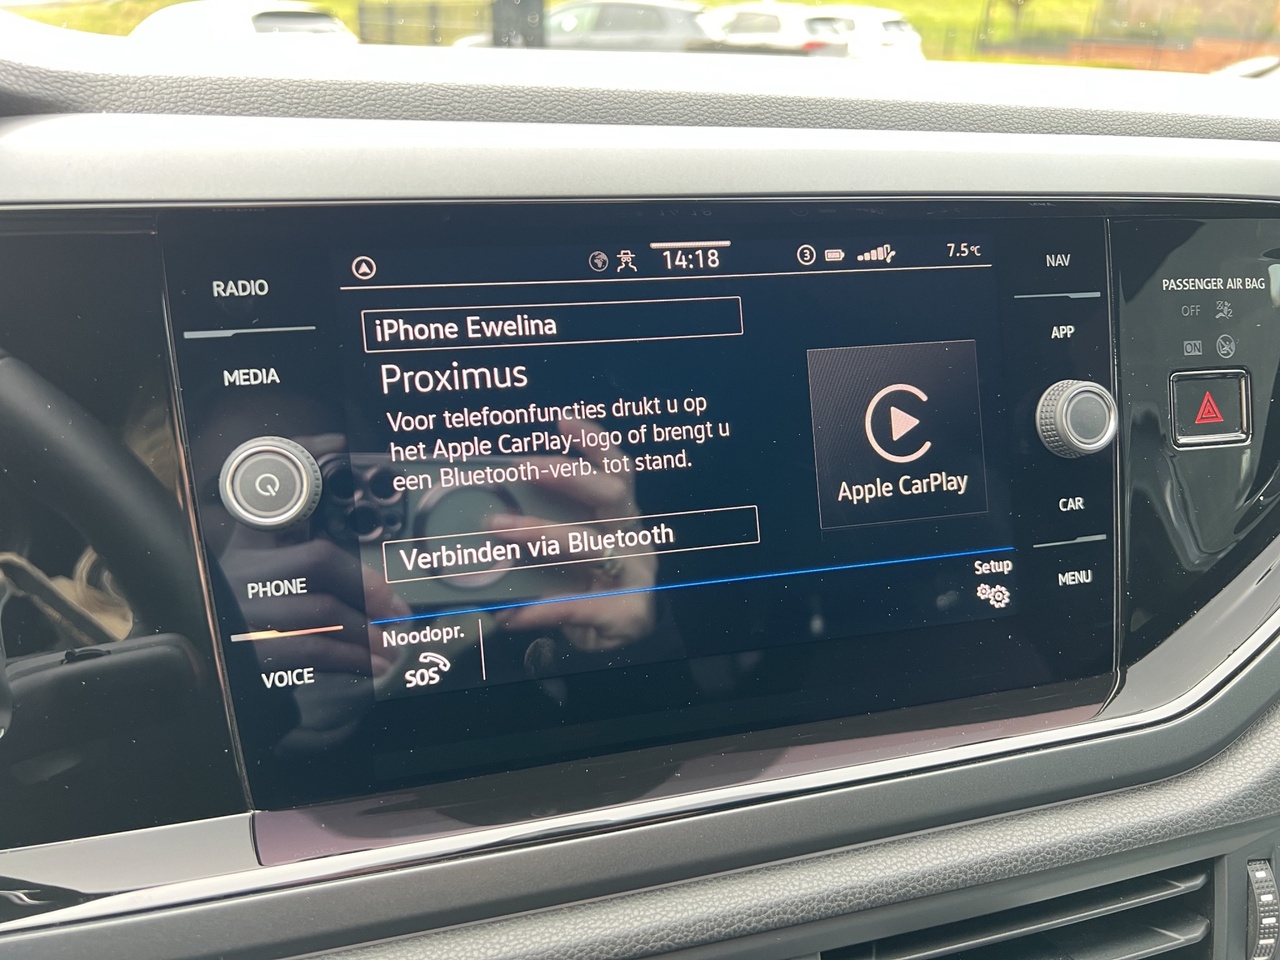 RADIO
MEDIA
PHONE
VOICE
14:18
3
7.5°C
iPhone Ewelina
Proximus
Voor telefoonfuncties drukt u op
het Apple CarPlay-logo of brengt u
een Bluetooth-verb. tot stand.
Verbinden via Bluetooth
Apple CarPlay
Noodopr.
SOS
Setup
NAV
APP
CAR
MENU
PASSENGER AIR BAG
OFF
ON